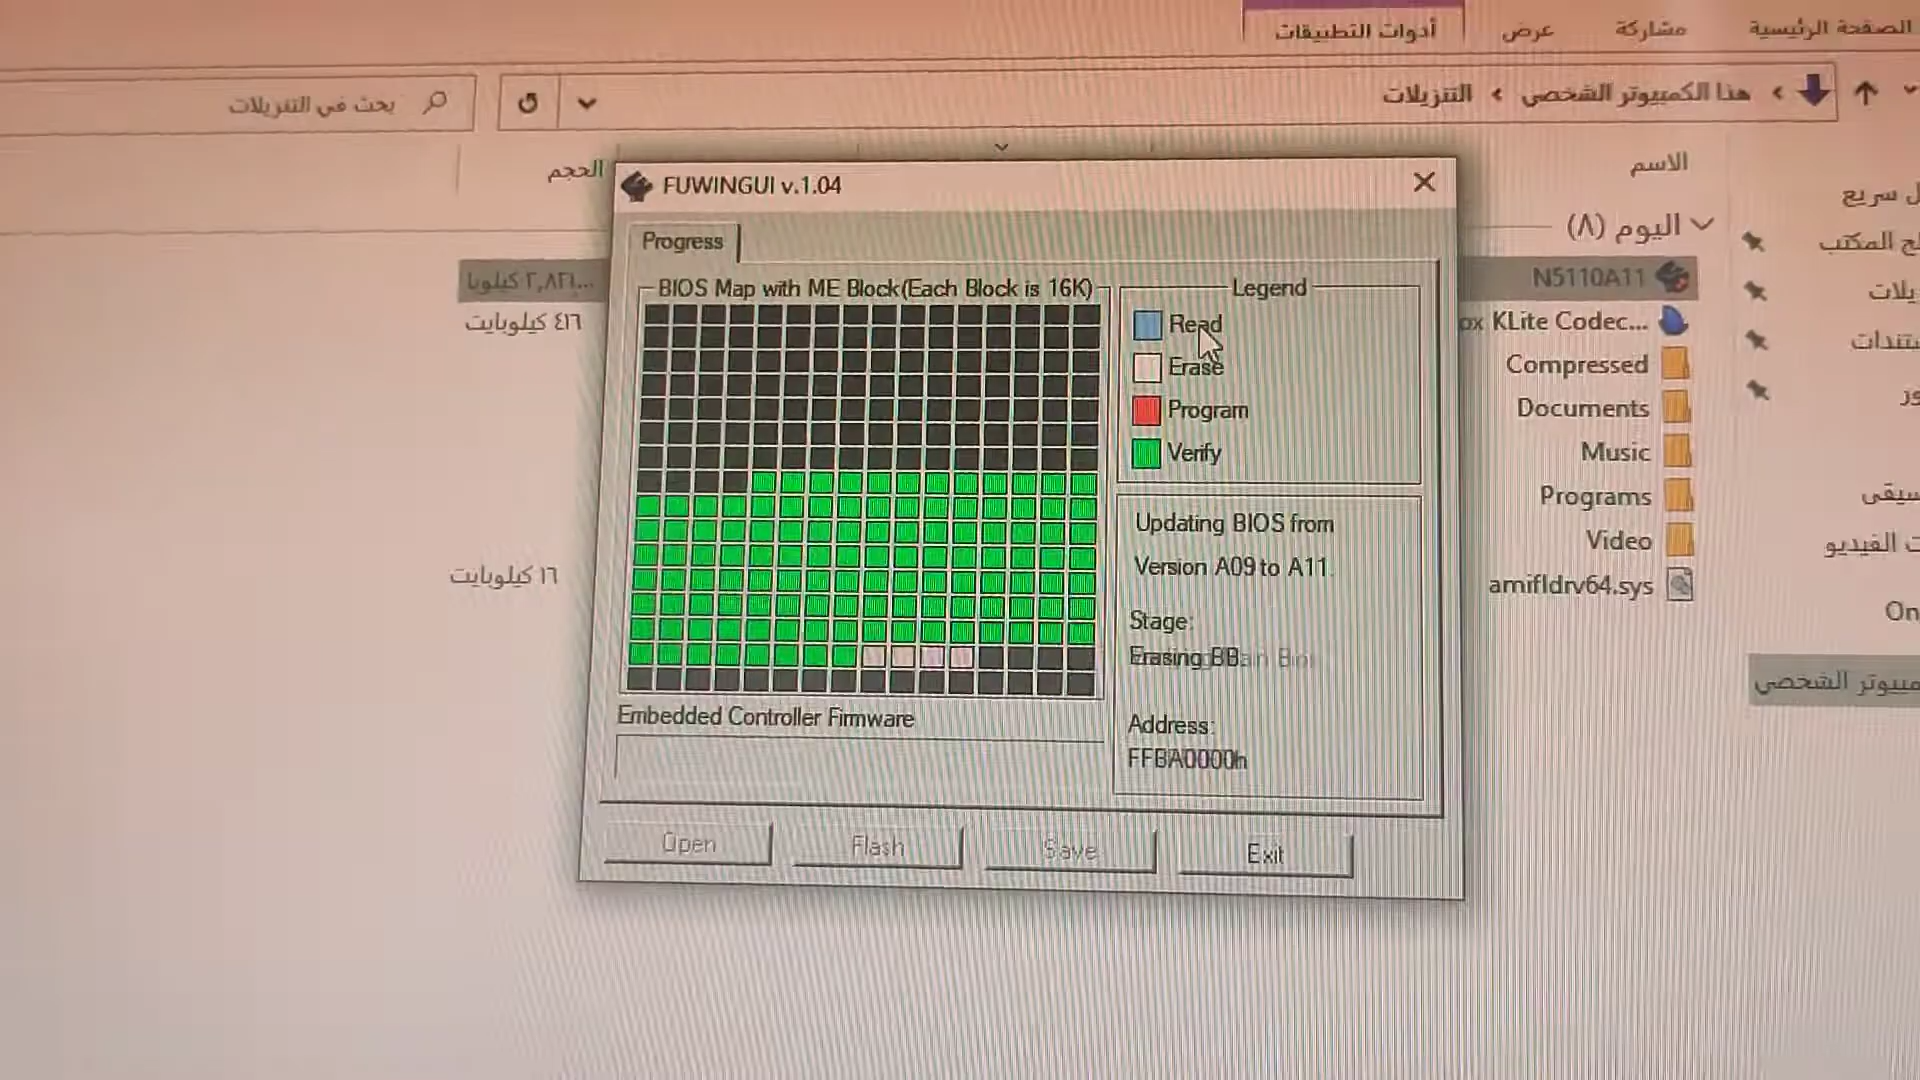 الصفحة الرئيسية
مشاركة
عرض
أدوات التطبيقات
هذا الكمبيوتر الشخصي
التنزيلات
بحث في التنزيلات
الاسم
الحجم
اليوم (٨)
N5110A11
KLite Codec...
٤١٦ كيلوبايت
Compressed
Documents
Music
Programs
Video
amifldrv64.sys
١٦ كيلوبايت
FUWINGUI v.1.04
Progress
BIOS Map with ME Block(Each Block is 16K)
Legend
Read
Erase
Program
Verify
Updating BIOS from
Version A09 to A11.
Stage:
Erasing
Address:
FFBA0000h
Embedded Controller Firmware
Open
Flash
Save
Exit